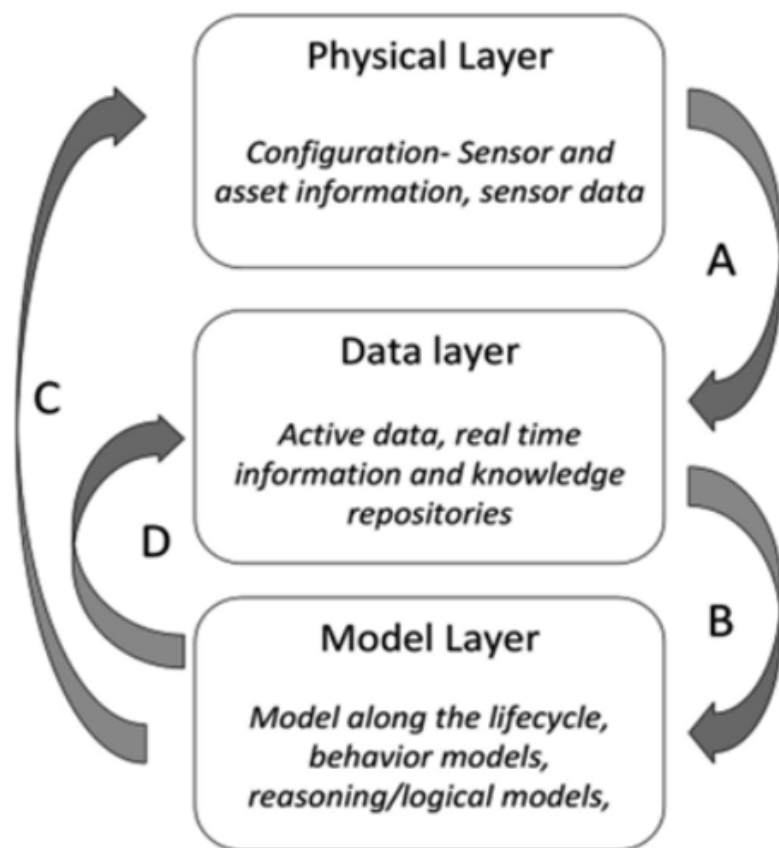 Physical Layer
Configuration- Sensor and
asset information, sensor data
A
Data layer
Active data, real time
information and knowledge
repositories
C
D
B
Model Layer
Model along the lifecycle,
behavior models,
reasoning/logical models,